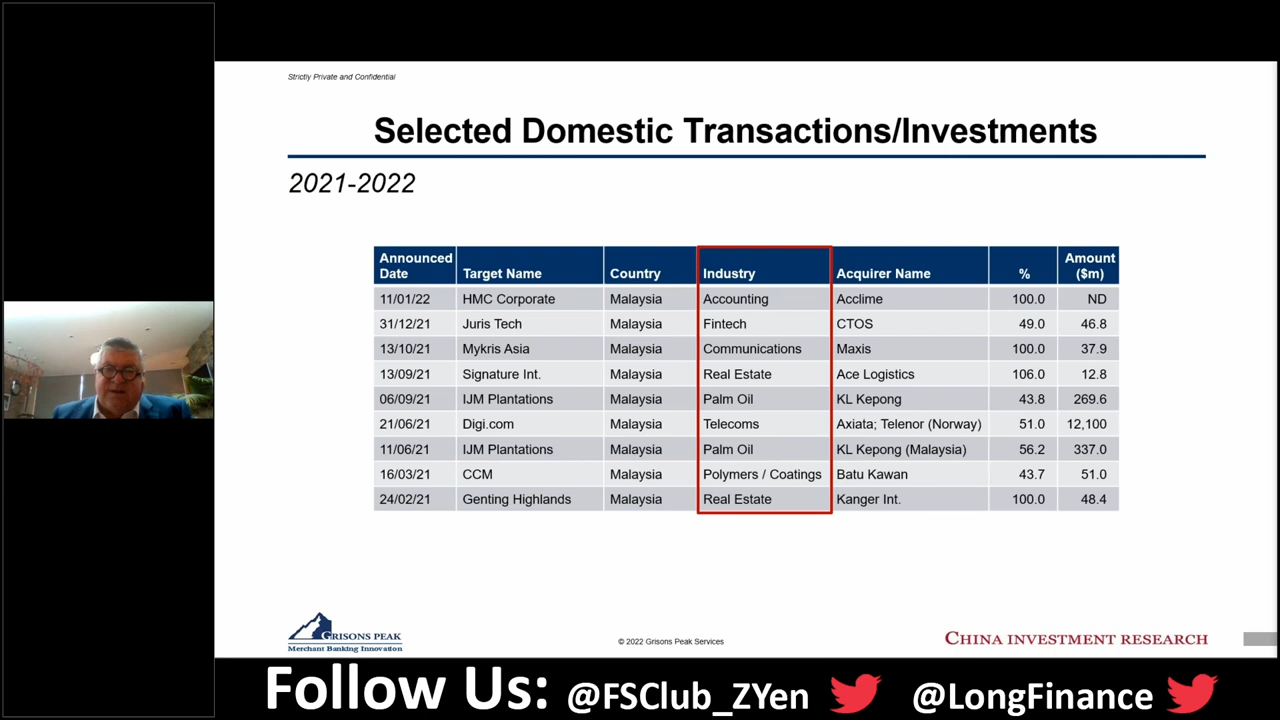 Strictly Private and Confidential
Selected Domestic Transactions/Investments
2021-2022
Announced Date Target Name Country Industry Acquirer Name % Amount ($m)
11/01/22 HMC Corporate Malaysia Accounting Acclime 100.0 ND
31/12/21 Juris Tech Malaysia Fintech CTOS 49.0 46.8
13/10/21 Mykris Asia Malaysia Communications Maxis 100.0 37.9
13/09/21 Signature Int. Malaysia Real Estate Ace Logistics 106.0 12.8
06/09/21 IJM Plantations Malaysia Palm Oil KL Kepong 43.8 269.6
21/06/21 Digi.com Malaysia Telecoms Axiata; Telenor (Norway) 51.0 12,100
11/06/21 IJM Plantations Malaysia Palm Oil KL Kepong (Malaysia) 56.2 337.0
16/03/21 CCM Malaysia Polymers / Coatings Batu Kawan 43.7 51.0
24/02/21 Genting Highlands Malaysia Real Estate Kanger Int. 100.0 48.4
GRISONS PEAK
Merchant Banking Innovation
© 2022 Grisons Peak Services
CHINA INVESTMENT RESEARCH
Follow Us: @FSClub_ZYen @LongFinance